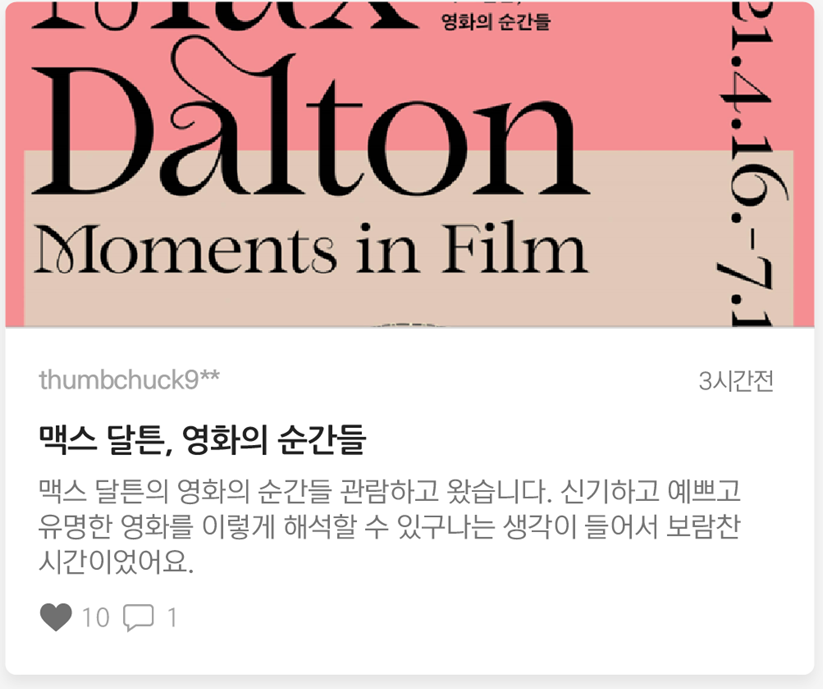 Max
영화의 순간들
Dalton
Moments in Film
21.4.16.-7.1
thumbchuck9**
3시간전
맥스 달튼, 영화의 순간들
맥스 달튼의 영화의 순간들 관람하고 왔습니다. 신기하고 예쁘고
유명한 영화를 이렇게 해석할 수 있구나는 생각이 들어서 보람찬
시간이었어요.
10
1